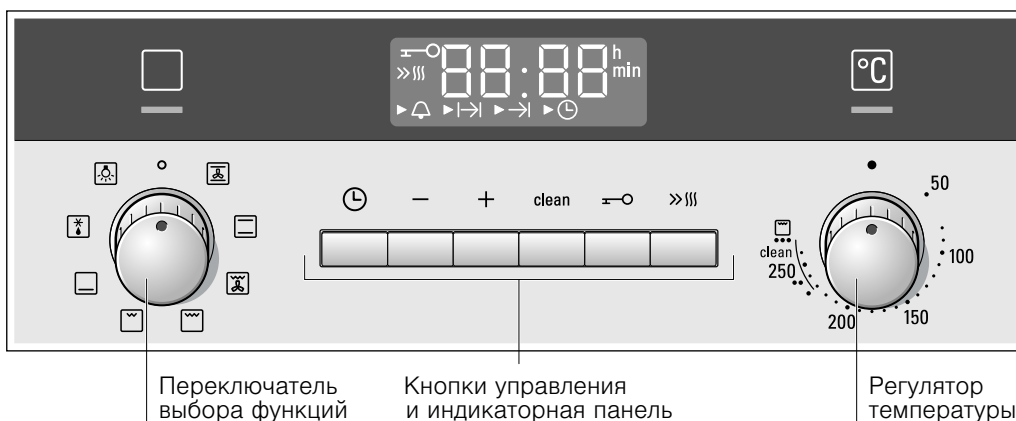 °C
88:88 h
min
clean
50
100
150
200
250
clean
Переключатель
выбора функций
Кнопки управления
и индикаторная панель
Регулятор
температуры